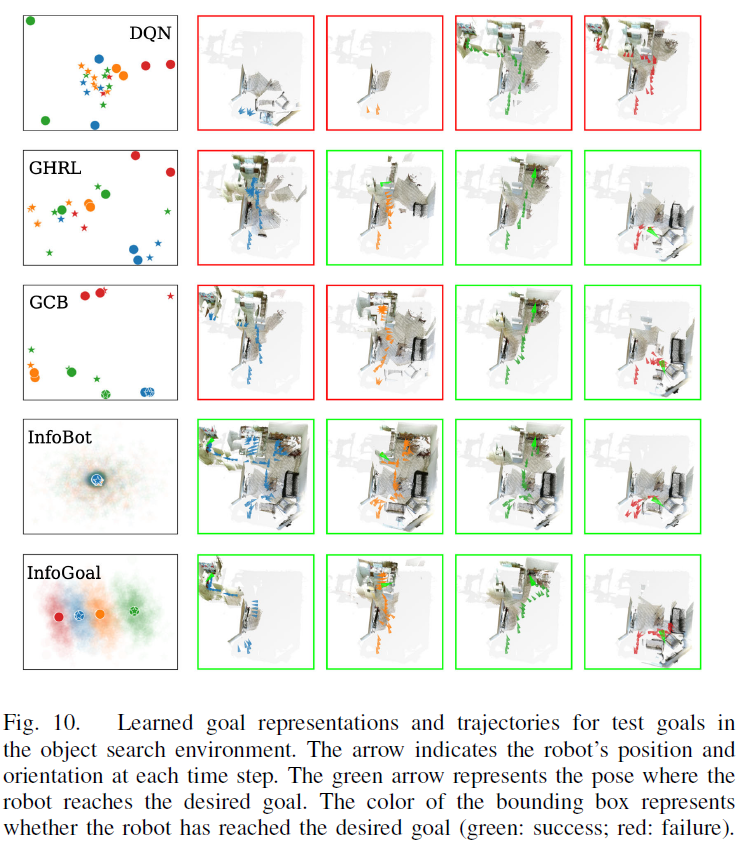 DQN
GHRL
GCB
InfoBot
InfoGoal
Fig. 10. Learned goal representations and trajectories for test goals in
the object search environment. The arrow indicates the robot's position and
orientation at each time step. The green arrow represents the pose where the
robot reaches the desired goal. The color of the bounding box represents
whether the robot has reached the desired goal (green: success; red: failure).